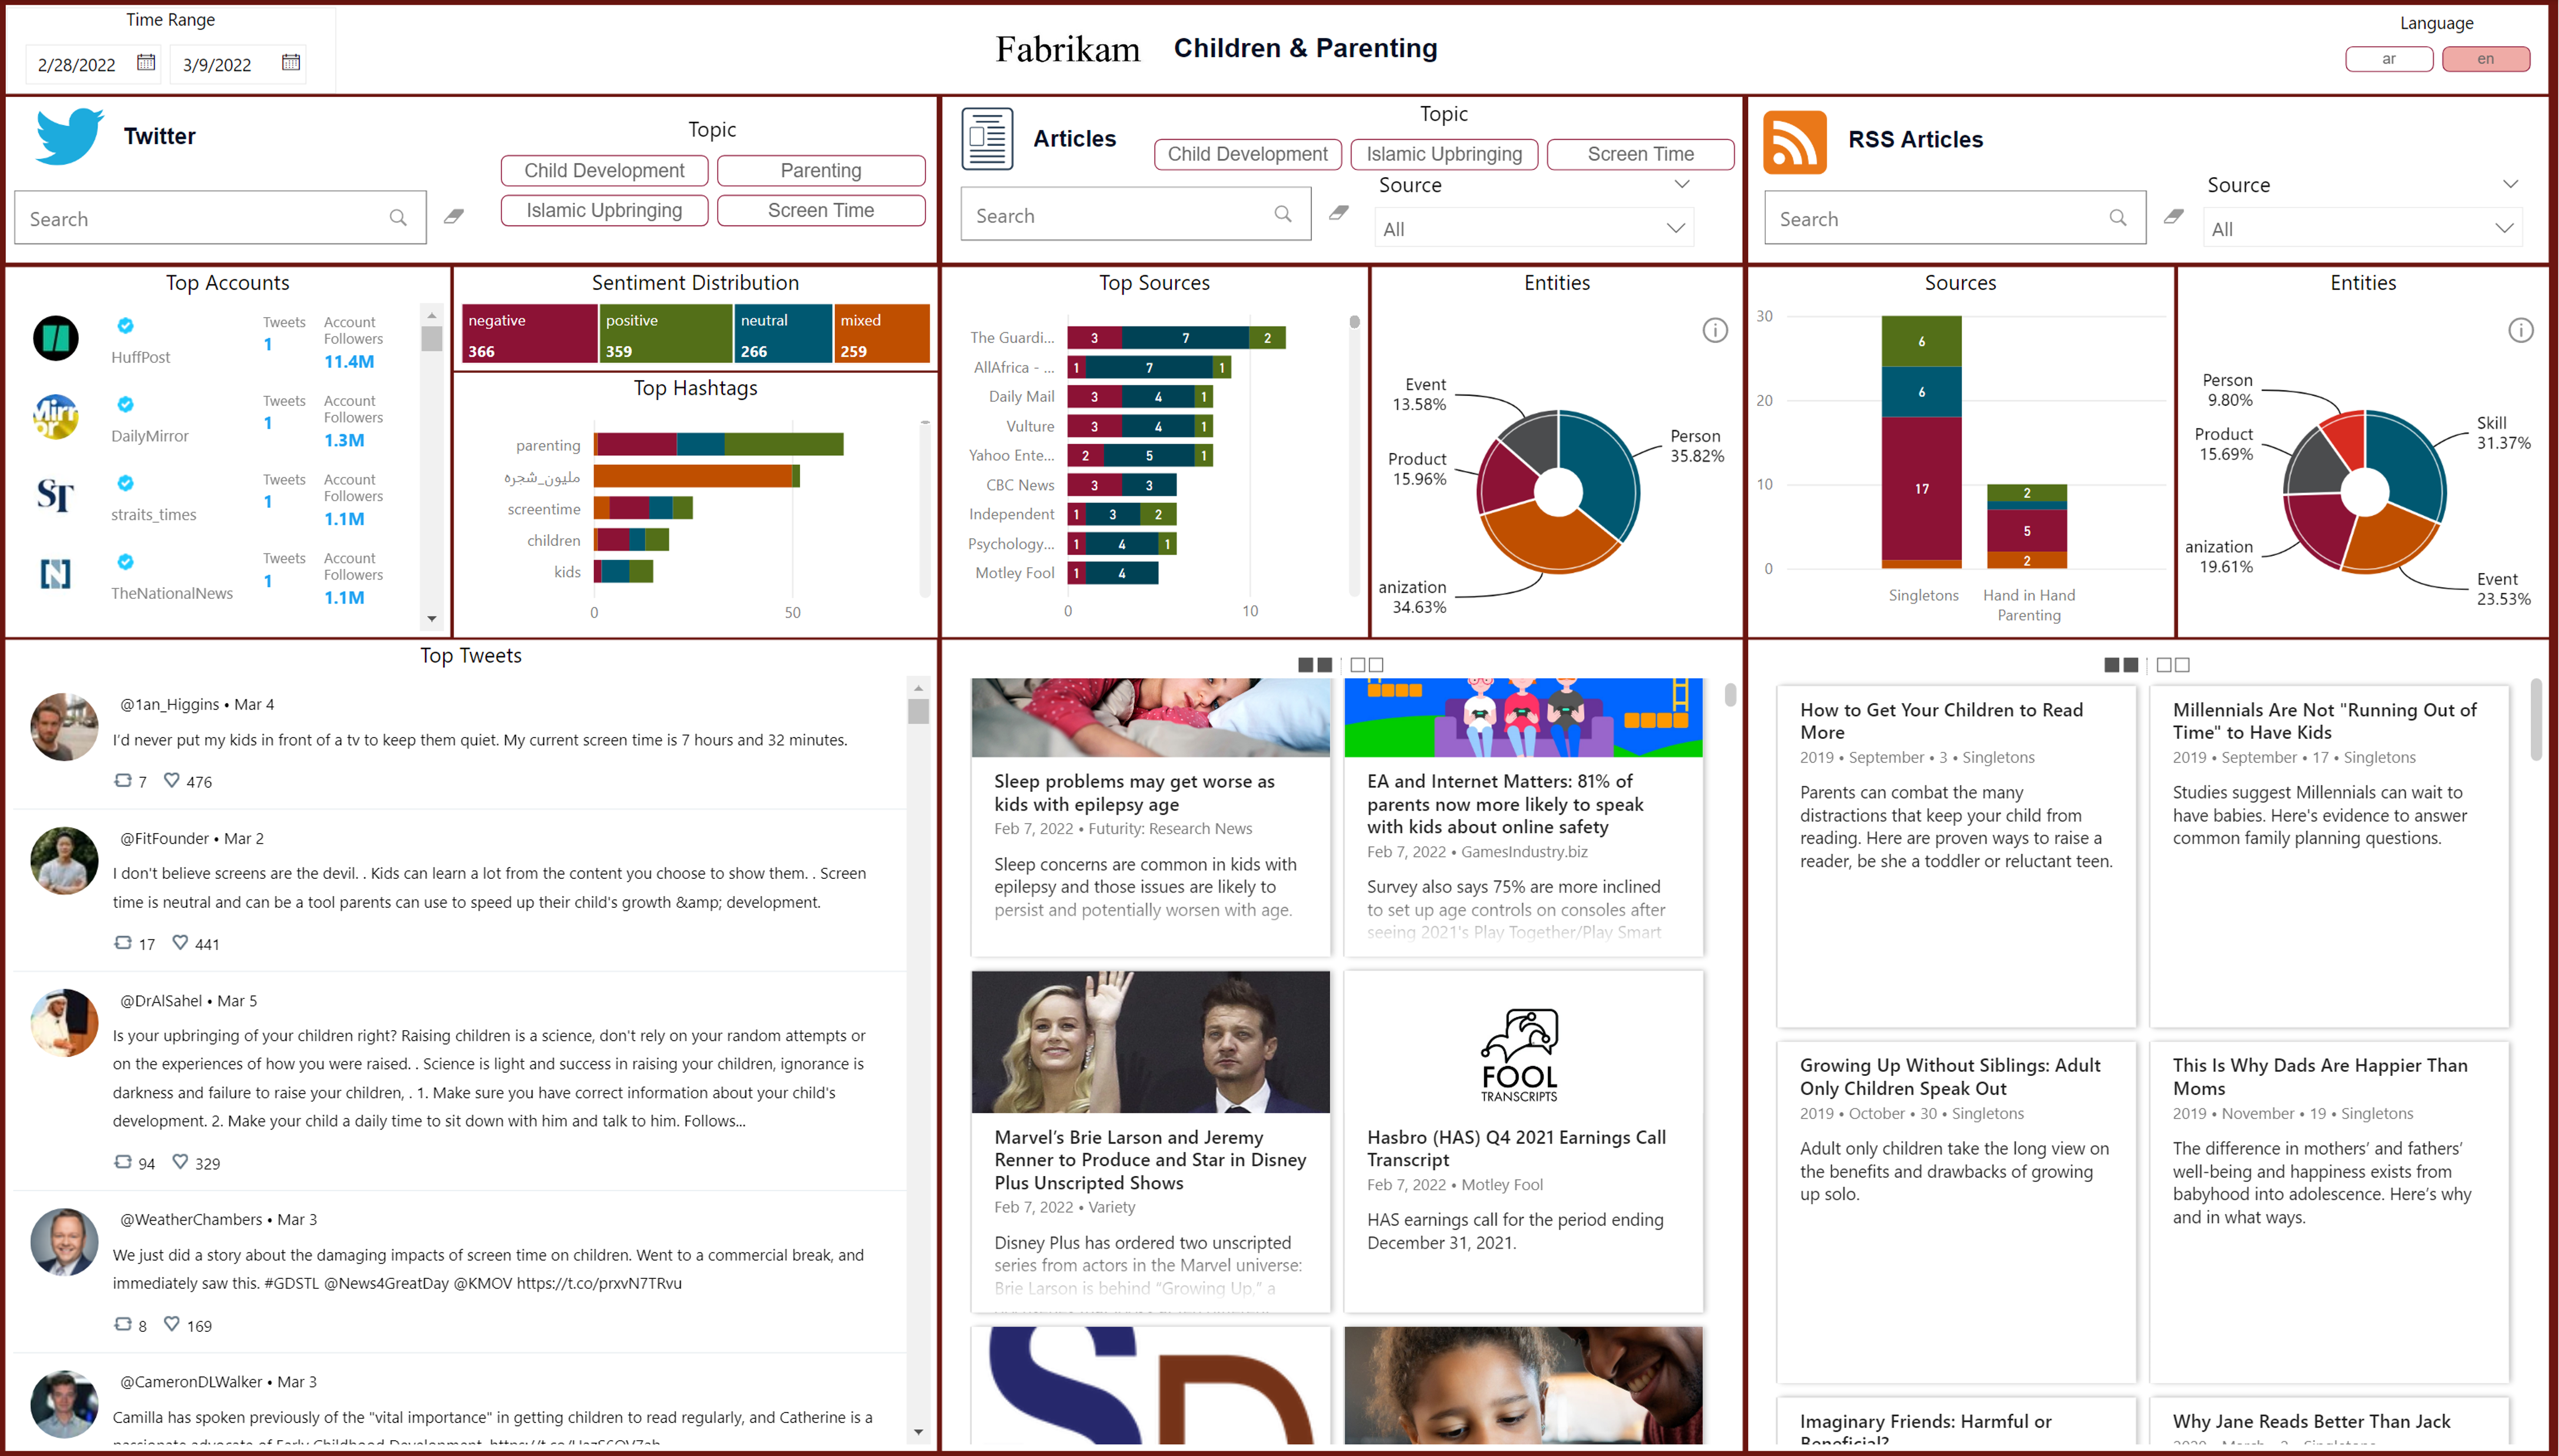 Time Range
2/28/2022
3/9/2022
Fabrikam
Children & Parenting
Language
ar
en
Twitter
Topic
Child Development
Parenting
Islamic Upbringing
Screen Time
Search
Articles
Topic
Child Development
Islamic Upbringing
Screen Time
Search
Source
All
RSS Articles
Search
Source
All
Top Accounts
HuffPost
Tweets
1
Account
Followers
11.4M
Mirr
or
DailyMirror
Tweets
1
Account
Followers
1.3M
ST
straits_times
Tweets
1
Account
Followers
1.1M
N
TheNationalNews
Tweets
1
Account
Followers
1.1M
Sentiment Distribution
negative
366
positive
359
neutral
266
mixed
259
Top Hashtags
parenting
مليون_شجره
screentime
children
kids
0
50
Top Sources
The Guardi... 3 7 2
AllAfrica - ... 1 7 1
Daily Mail 3 4 1
Vulture 3 4 1
Yahoo Ente... 2 5 1
CBC News 3 3
Independent 1 3 2
Psychology... 1 4 1
Motley Fool 1 4
0 10
Entities
Event
13.58%
Person
35.82%
Product
15.96%
anization
34.63%
Sources
30
20
10
0
6
6
17
2
5
2
Singletons
Hand in Hand
Parenting
Entities
Person
9.80%
Skill
31.37%
Product
15.69%
anization
19.61%
Event
23.53%
Top Tweets
@1an_Higgins • Mar 4
I'd never put my kids in front of a tv to keep them quiet. My current screen time is 7 hours and 32 minutes.
7 476
@FitFounder • Mar 2
I don't believe screens are the devil. . Kids can learn a lot from the content you choose to show them. . Screen
time is neutral and can be a tool parents can use to speed up their child's growth &amp; development.
17 441
@DrAlSahel • Mar 5
Is your upbringing of your children right? Raising children is a science, don't rely on your random attempts or
on the experiences of how you were raised. . Science is light and success in raising your children, ignorance is
darkness and failure to raise your children, . 1. Make sure you have correct information about your child's
development. 2. Make your child a daily time to sit down with him and talk to him. Follows...
94 329
@WeatherChambers • Mar 3
We just did a story about the damaging impacts of screen time on children. Went to a commercial break, and
immediately saw this. #GDSTL @News4GreatDay @KMOV https://t.co/prxvN7TRvu
8 169
@CameronDLWalker • Mar 3
Camilla has spoken previously of the "vital importance" in getting children to read regularly, and Catherine is a
passionate advocate of Early Childhood Development.
Sleep problems may get worse as
kids with epilepsy age
Feb 7, 2022 • Futurity: Research News
Sleep concerns are common in kids with
epilepsy and those issues are likely to
persist and potentially worsen with age.
EA and Internet Matters: 81% of
parents now more likely to speak
with kids about online safety
Feb 7, 2022 • GamesIndustry.biz
Survey also says 75% are more inclined
to set up age controls on consoles after
seeing 2021's Play Together/Play Smart
Marvel's Brie Larson and Jeremy
Renner to Produce and Star in Disney
Plus Unscripted Shows
Feb 7, 2022 • Variety
Disney Plus has ordered two unscripted
series from actors in the Marvel universe:
Brie Larson is behind "Growing Up," a
FOOL
TRANSCRIPTS
Hasbro (HAS) Q4 2021 Earnings Call
Transcript
Feb 7, 2022 • Motley Fool
HAS earnings call for the period ending
December 31, 2021.
How to Get Your Children to Read
More
2019 • September • 3 • Singletons
Parents can combat the many
distractions that keep your child from
reading. Here are proven ways to raise a
reader, be she a toddler or reluctant teen.
Millennials Are Not "Running Out of
Time" to Have Kids
2019 • September • 17 • Singletons
Studies suggest Millennials can wait to
have babies. Here's evidence to answer
common family planning questions.
Growing Up Without Siblings: Adult
Only Children Speak Out
2019 • October • 30 • Singletons
Adult only children take the long view on
the benefits and drawbacks of growing
up solo.
This Is Why Dads Are Happier Than
Moms
2019 • November • 19 • Singletons
The difference in mothers' and fathers'
well-being and happiness exists from
babyhood into adolescence. Here's why
and in what ways.
Imaginary Friends: Harmful or
Beneficial?
Why Jane Reads Better Than Jack